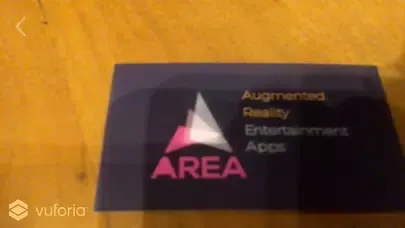 Augmented
Reality
Entertainment
Apps
AREA
vuforia